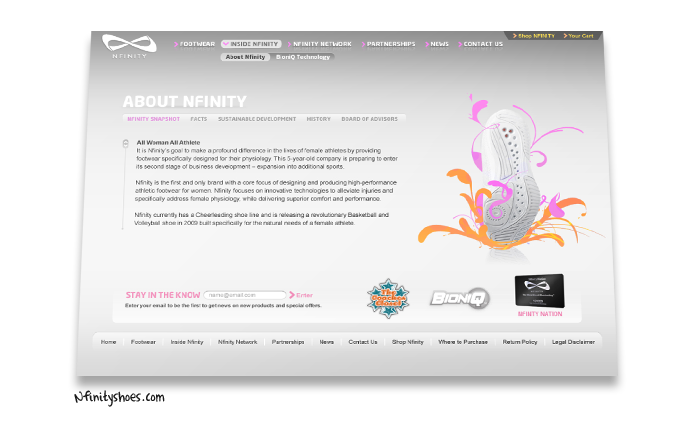 NFINITY
FOOTWEAR INSIDE NFINITY NFINITY NETWORK PARTNERSHIPS NEWS CONTACT US
Shop NFINITY Your Cart
About Nfinity BioniQ Technology
ABOUT NFINITY
NFINITY SNAPSHOT FACTS SUSTAINABLE DEVELOPMENT HISTORY BOARD OF ADVISORS
All Woman All Athlete
It is Nfinity's goal to make a profound difference in the lives of female athletes by providing
footwear specifically designed for their physiology. This 5-year-old company is preparing to enter
its second stage of business development – expansion into additional sports.
Nfinity is the first and only brand with a core focus of designing and producing high-performance
athletic footwear for women. Nfinity focuses on innovative technologies to alleviate injuries and
specifically address female physiology, while delivering superior comfort and performance.
Nfinity currently has a Cheerleading shoe line and is releasing a revolutionary Basketball and
Volleyball shoe in 2009 built specifically for the natural needs of a female athlete.
STAY IN THE KNOW name@email.com Enter
Enter your email to be the first to get news on new products and special offers.
BIONIQ
NFINITY NATION
Home Footwear Inside Nfinity Nfinity Network Partnerships News Contact Us Shop Nfinity Where to Purchase Return Policy Legal Disclaimer
Nfinityshoes.com